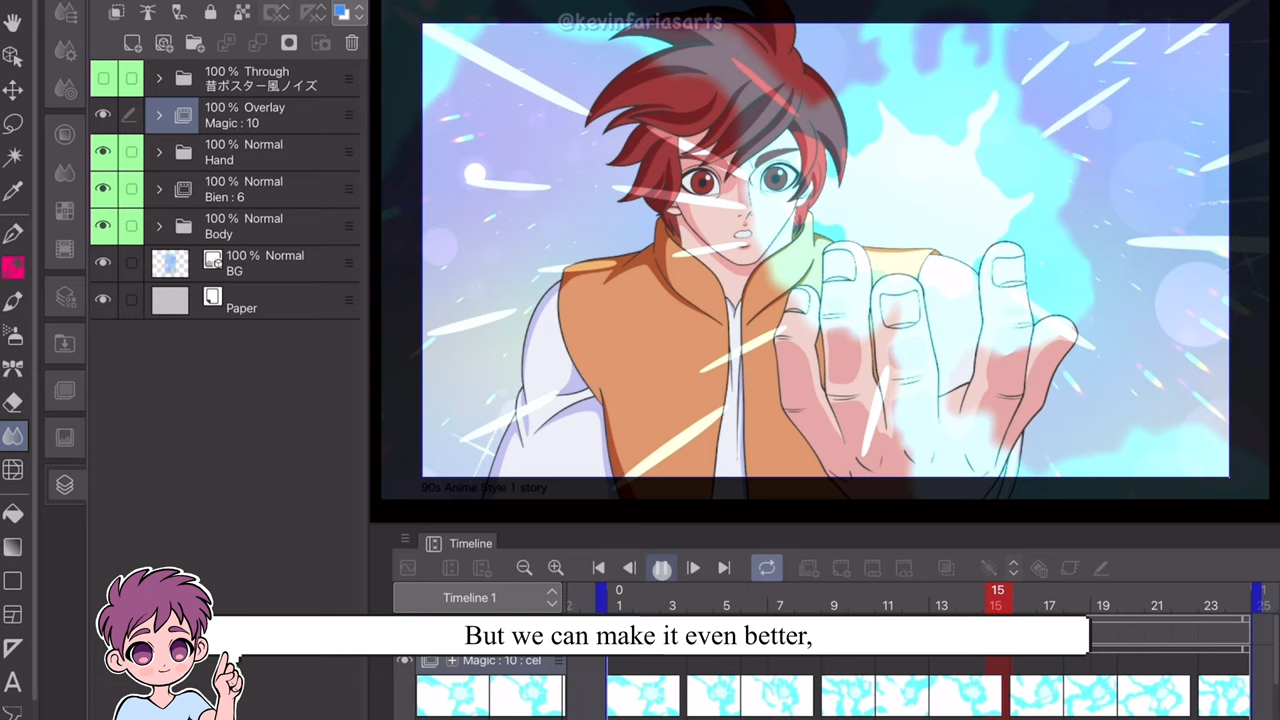 @kevinfariasarts
100 % Through
昔ポスター風ノイズ
100 % Overlay
Magic : 10
100 % Normal
Hand
100 % Normal
Bien : 6
100 % Normal
Body
100 % Normal
BG
Paper
90s Anime Style 1 story
Timeline
Timeline 1
2
0
15
1
1 3 5 7 9 11 13 15 17 19 21 23 25
But we can make it even better,
Magic : 10 : cel
A